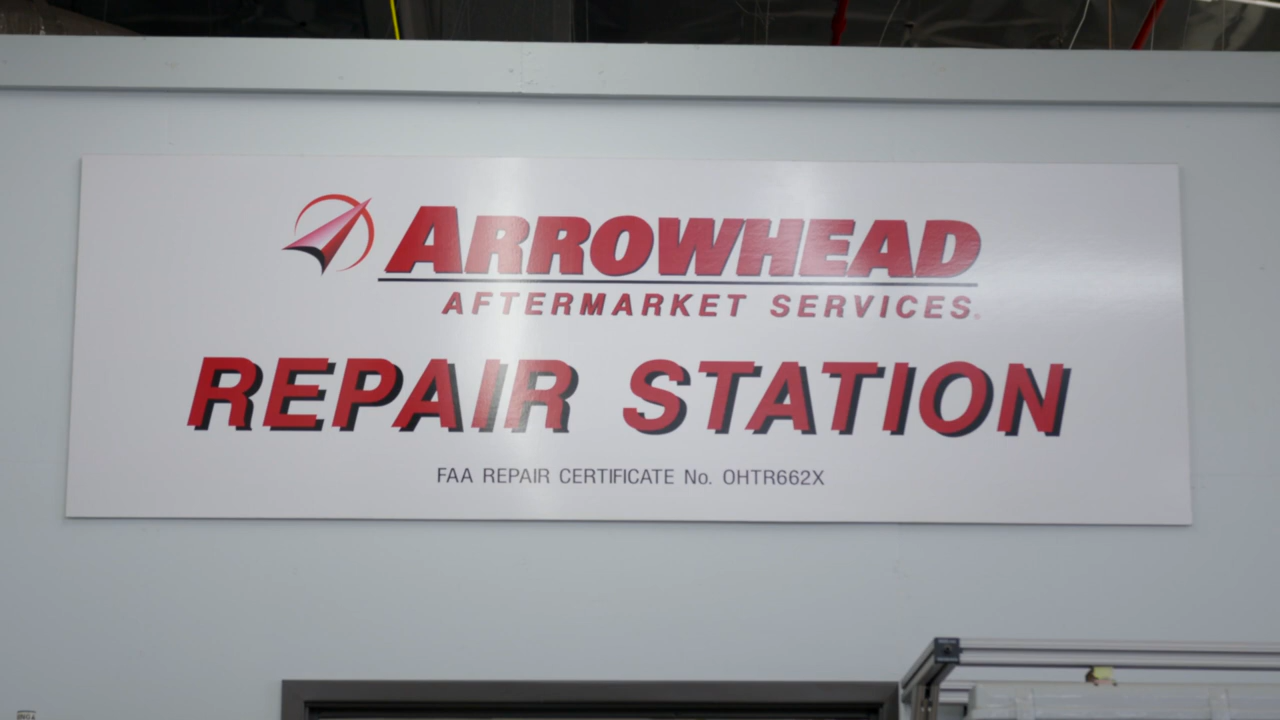 ARROWHEAD
AFTERMARKET SERVICES®
REPAIR STATION
FAA REPAIR CERTIFICATE No. OHTR662X